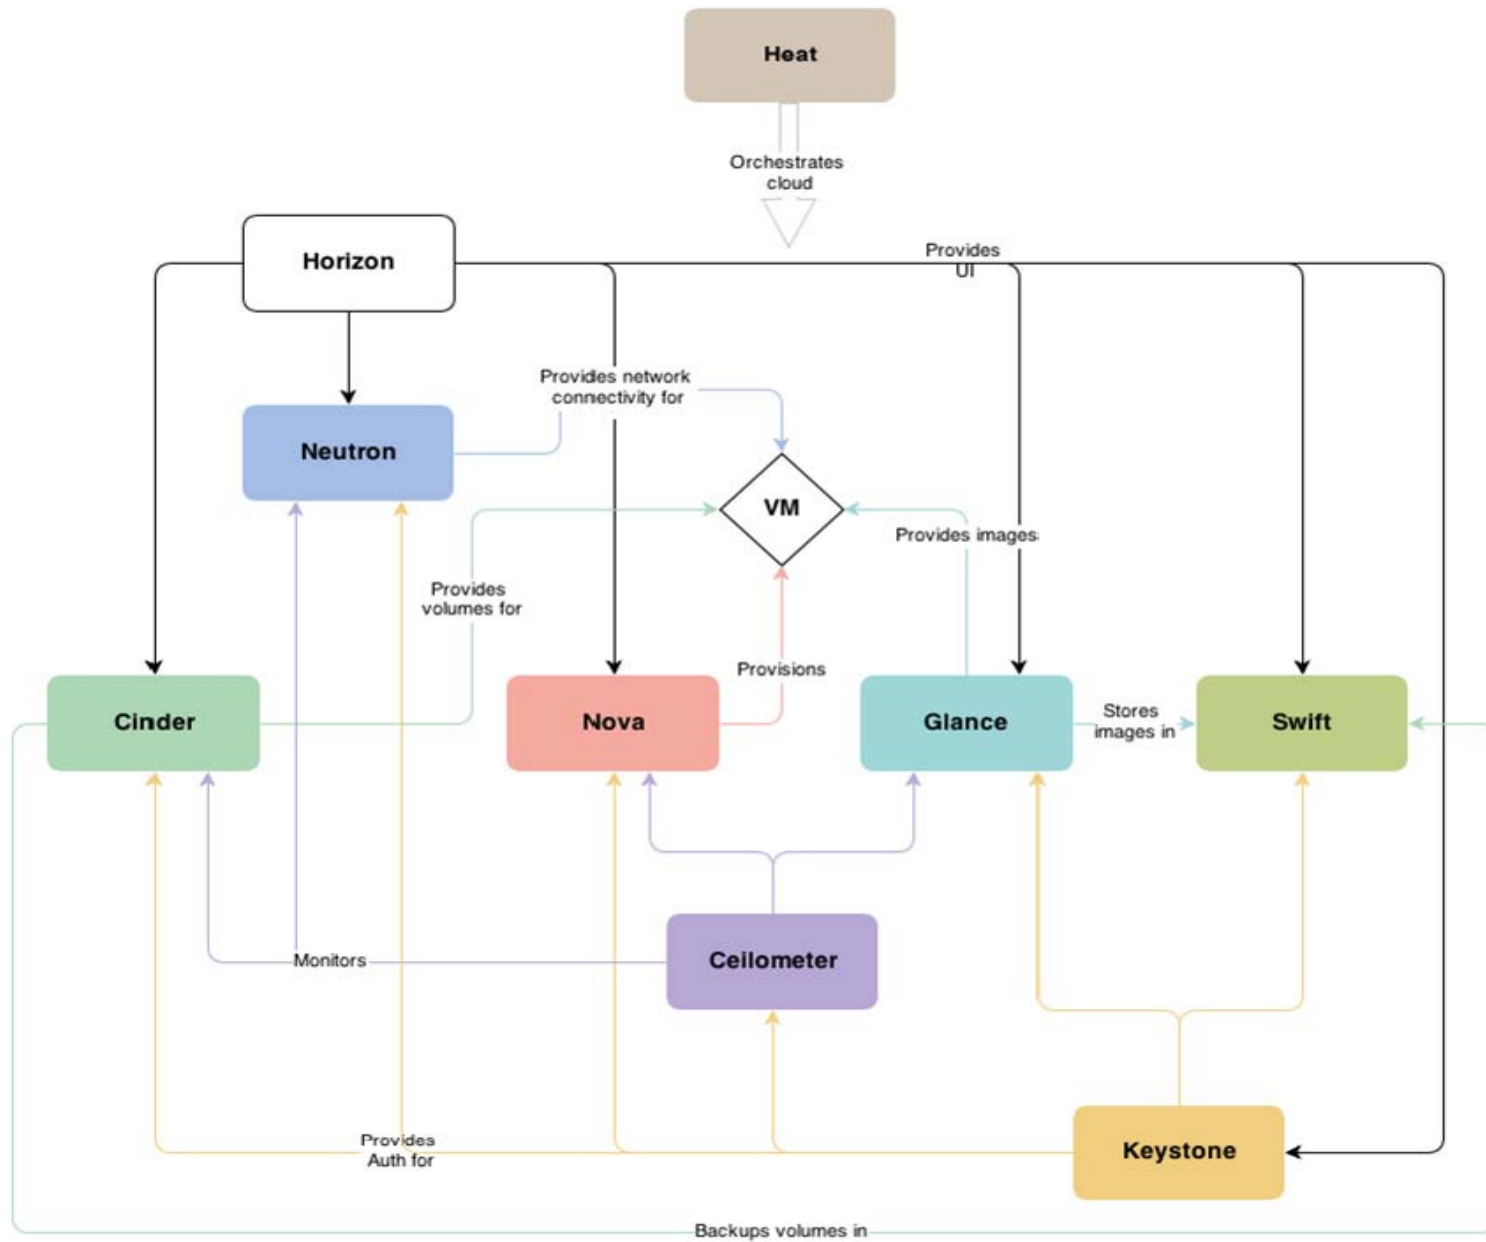 Heat
Orchestrates
cloud
Horizon
Provides
UI
Provides network
connectivity for
Neutron
VM
Provides images
Provides
volumes for
Provisions
Cinder
Nova
Glance
Stores
images in
Swift
Ceilometer
Monitors
Provides
Auth for
Keystone
Backups volumes in